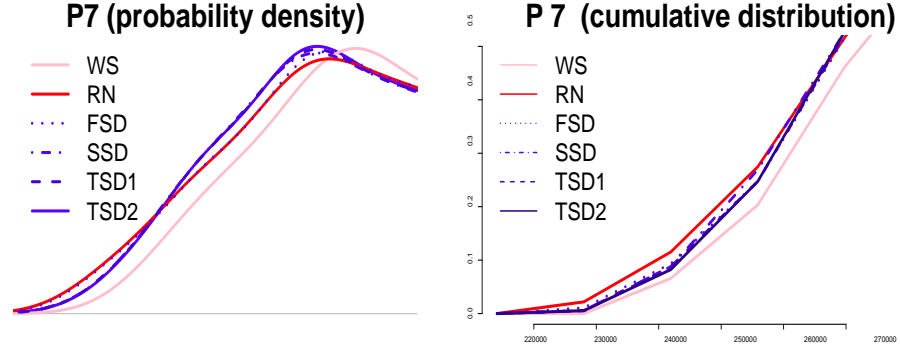 P7 (probability density)
WS
RN
FSD
SSD
TSD1
TSD2
P 7 (cumulative distribution)
0.5
0.4
0.3
0.2
0.1
0.0
WS
RN
FSD
SSD
TSD1
TSD2
220000 230000 240000 250000 260000 270000